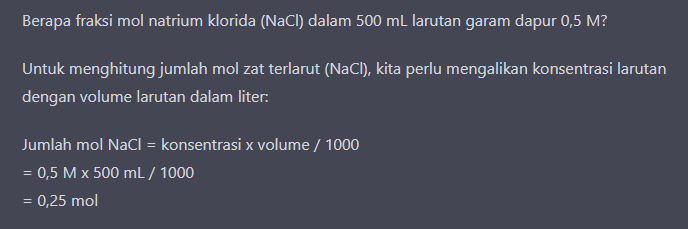 Berapa fraksi mol natrium klorida (NaCl) dalam 500 mL larutan garam dapur 0,5 M?
Untuk menghitung jumlah mol zat terlarut (NaCl), kita perlu mengalikan konsentrasi larutan
dengan volume larutan dalam liter:
Jumlah mol NaCl = konsentrasi x volume / 1000
= 0,5 M x 500 mL / 1000
= 0,25 mol